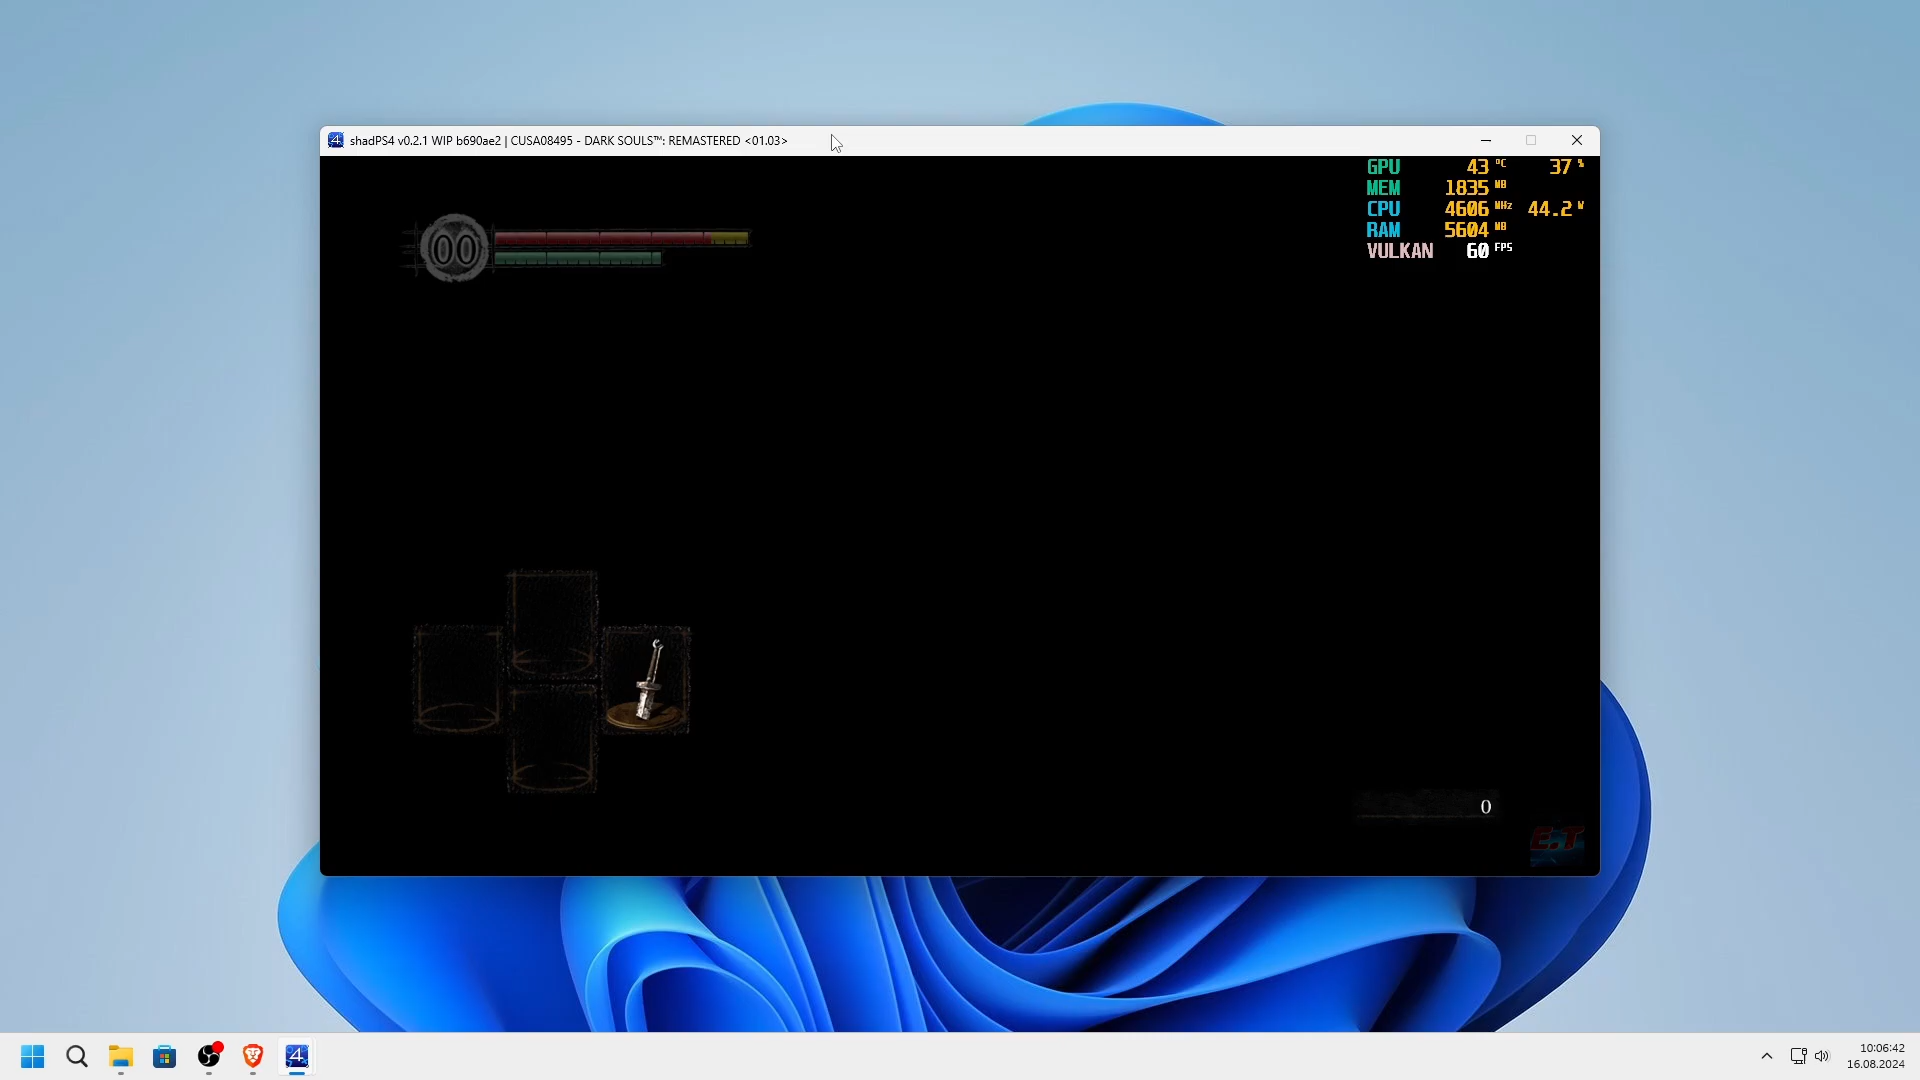 shadPS4 v0.2.1 WIP b690ae2 | CUSA08495 - DARK SOULS™: REMASTERED <01.03>
GPU 43 °C 37 %
MEM 1835 MB
CPU 4606 MHz 44.2 W
RAM 5604 MB
VULKAN 60 FPS
00
0
E.T
10:06:42
16.08.2024